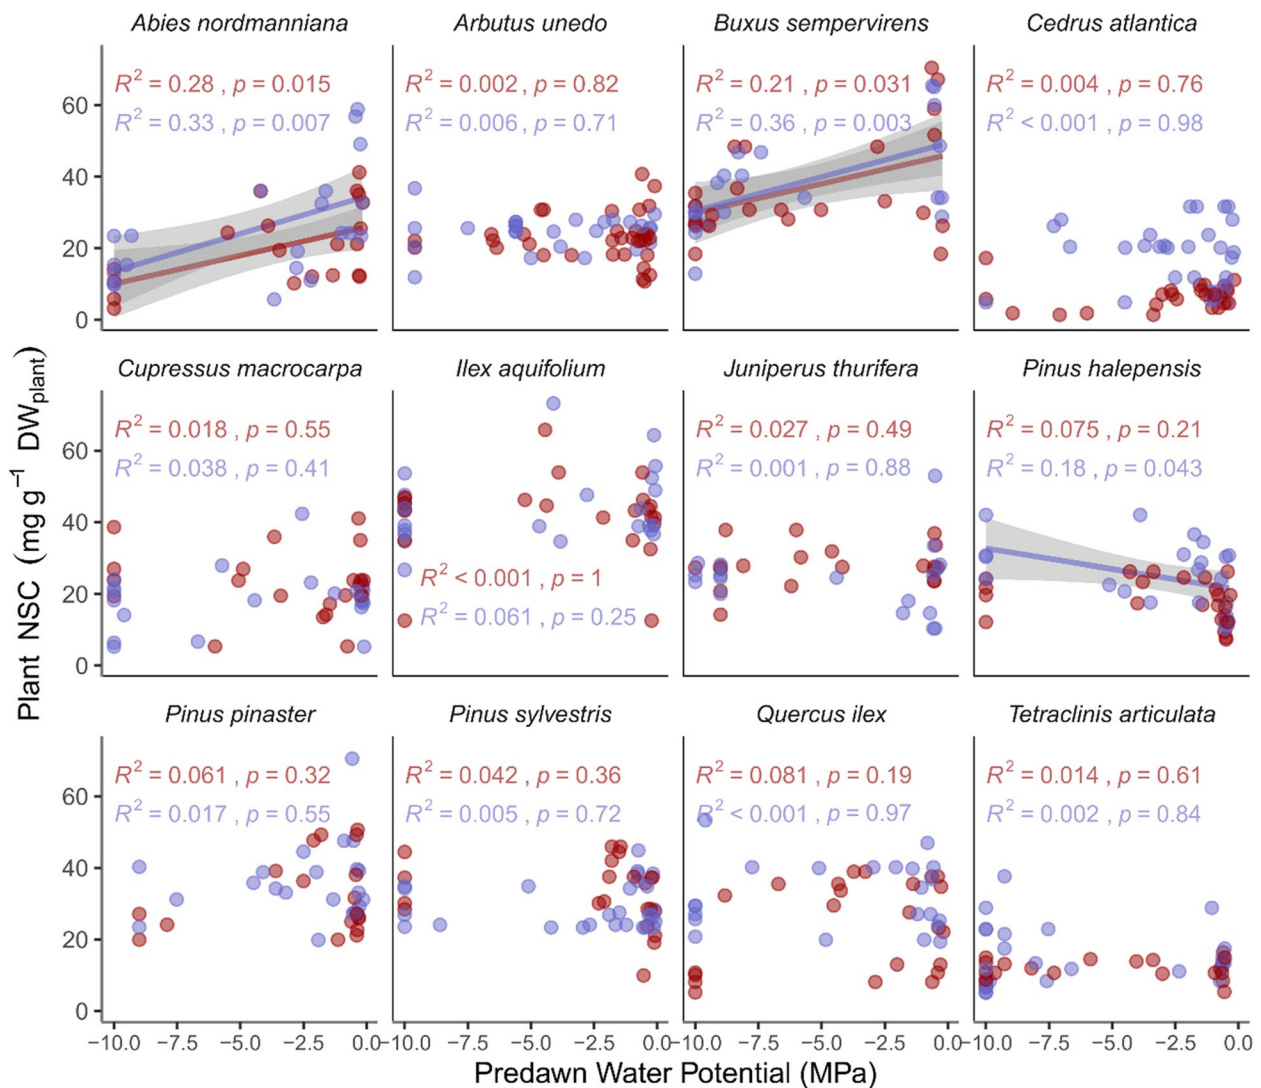 Abies nordmanniana
Arbutus unedo
Buxus sempervirens
Cedrus atlantica
R² = 0.28 , p = 0.015
R² = 0.002 , p = 0.82
R² = 0.21 , p = 0.031
R² = 0.004 , p = 0.76
R² = 0.33 , p = 0.007
R² = 0.006 , p = 0.71
R² = 0.36 , p = 0.003
R² < 0.001 , p = 0.98
60
40
20
0
Cupressus macrocarpa
Ilex aquifolium
Juniperus thurifera
Pinus halepensis
R² = 0.018 , p = 0.55
R² = 0.027 , p = 0.49
R² = 0.075 , p = 0.21
R² = 0.038 , p = 0.41
R² = 0.001 , p = 0.88
R² = 0.18 , p = 0.043
R² < 0.001 , p = 1
R² = 0.061 , p = 0.25
60
40
20
0
Plant NSC (mg g⁻¹ DWplant)
Pinus pinaster
Pinus sylvestris
Quercus ilex
Tetraclinis articulata
R² = 0.061 , p = 0.32
R² = 0.042 , p = 0.36
R² = 0.081 , p = 0.19
R² = 0.014 , p = 0.61
R² = 0.017 , p = 0.55
R² = 0.005 , p = 0.72
R² < 0.001 , p = 0.97
R² = 0.002 , p = 0.84
60
40
20
0
−10.0 −7.5 −5.0 −2.5 0.0
−10.0 −7.5 −5.0 −2.5 0.0
−10.0 −7.5 −5.0 −2.5 0.0
−10.0 −7.5 −5.0 −2.5 0.0
Predawn Water Potential (MPa)